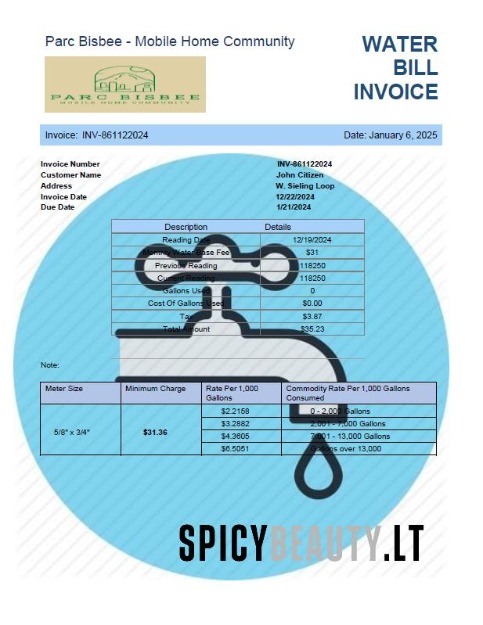 Parc Bisbee - Mobile Home Community
WATER
BILL
INVOICE
PARC BISBEE
MOBILE HOME COMMUNITY
Invoice: INV-861122024 Date: January 6, 2025
Invoice Number INV-861122024
Customer Name John Citizen
Address W. Sieling Loop
Invoice Date 12/22/2024
Due Date 1/21/2024
Description Details
Reading Date 12/19/2024
Monthly Water Base Fee $31
Previous Reading 118250
Current Reading 118250
Gallons Used 0
Cost Of Gallons Used $0.00
Tax $3.87
Total Amount $35.23
Note:
Meter Size Minimum Charge Rate Per 1,000 Gallons Commodity Rate Per 1,000 Gallons Consumed
5/8" x 3/4" $31.36
$2.2158 0 - 2,000 Gallons
$3.2882 2,001 - 7,000 Gallons
$4.3605 7,001 - 13,000 Gallons
$6.5051 Gallons over 13,000
SPICYBEAUTY.LT